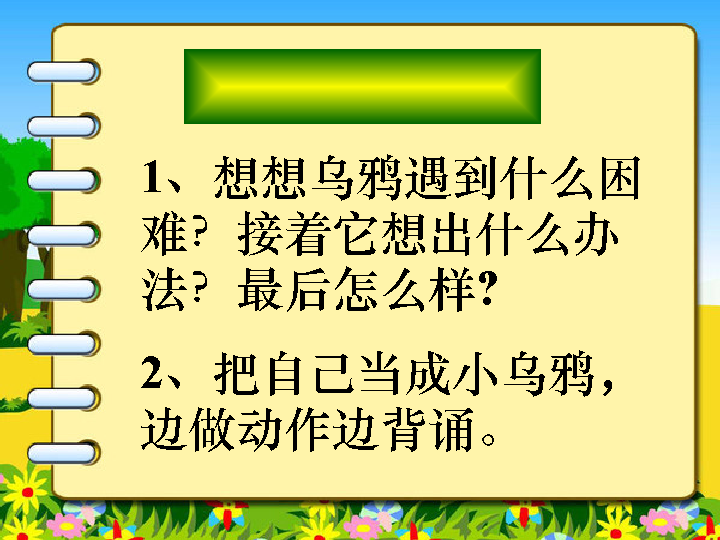 1、想想乌鸦遇到什么困
难？接着它想出什么办
法？最后怎么样?
2、把自己当成小乌鸦，
边做动作边背诵。